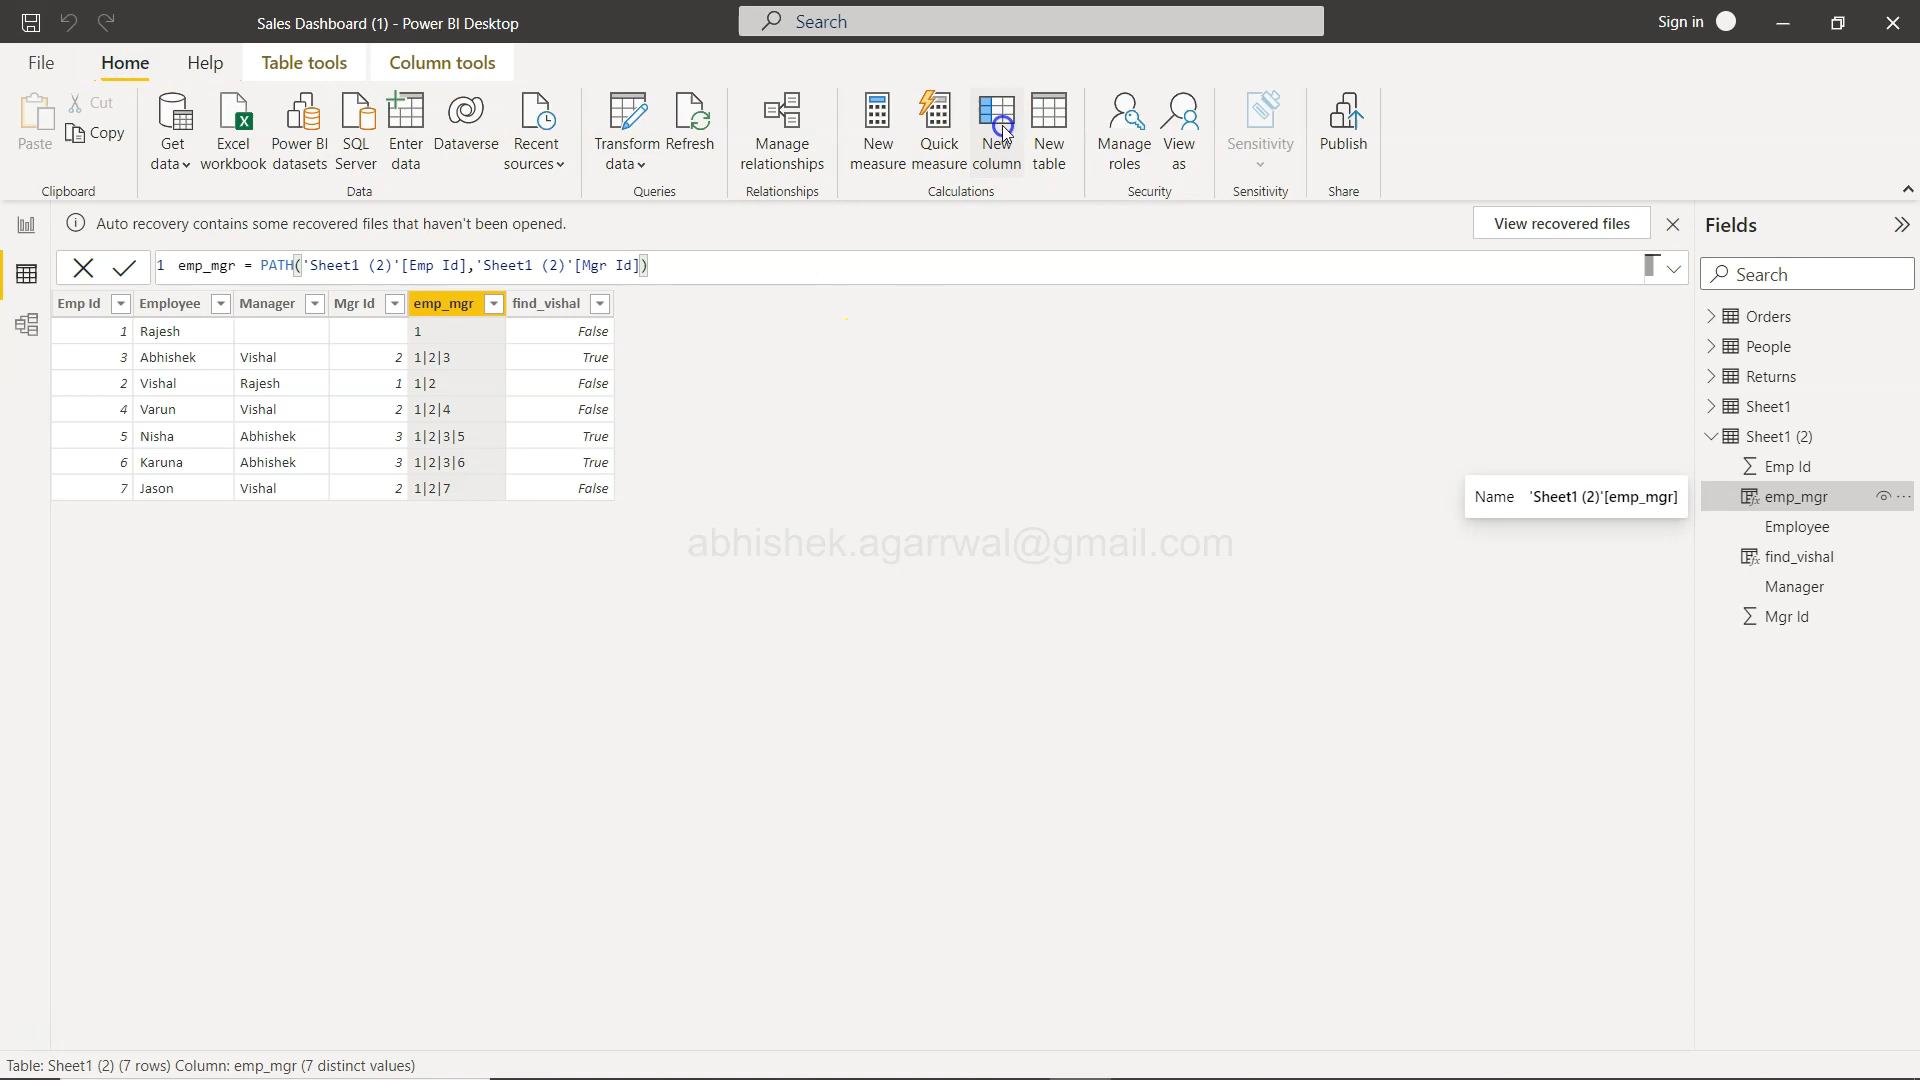 Sales Dashboard (1) - Power BI Desktop
Search
Sign in
File
Home
Help
Table tools
Column tools
Paste
Cut
Copy
Clipboard
Get data
Excel workbook
Power BI datasets
SQL Server
Enter data
Dataverse
Recent sources
Data
Transform data
Refresh
Queries
Manage relationships
Relationships
New measure
Quick measure
New column
New table
Calculations
Manage roles
View as
Security
Sensitivity
Sensitivity
Publish
Share
Auto recovery contains some recovered files that haven't been opened.
View recovered files
1 emp_mgr = PATH('Sheet1 (2)'[Emp Id],'Sheet1 (2)'[Mgr Id])
Emp Id Employee Manager Mgr Id emp_mgr find_vishal
1 Rajesh 1 False
3 Abhishek Vishal 2 1|2|3 True
2 Vishal Rajesh 1 1|2 False
4 Varun Vishal 2 1|2|4 False
5 Nisha Abhishek 3 1|2|3|5 True
6 Karuna Abhishek 3 1|2|3|6 True
7 Jason Vishal 2 1|2|7 False
abhishek.agarrwal@gmail.com
Name 'Sheet1 (2)'[emp_mgr]
Fields
Search
Orders
People
Returns
Sheet1
Sheet1 (2)
Emp Id
emp_mgr
Employee
find_vishal
Manager
Mgr Id
Table: Sheet1 (2) (7 rows) Column: emp_mgr (7 distinct values)